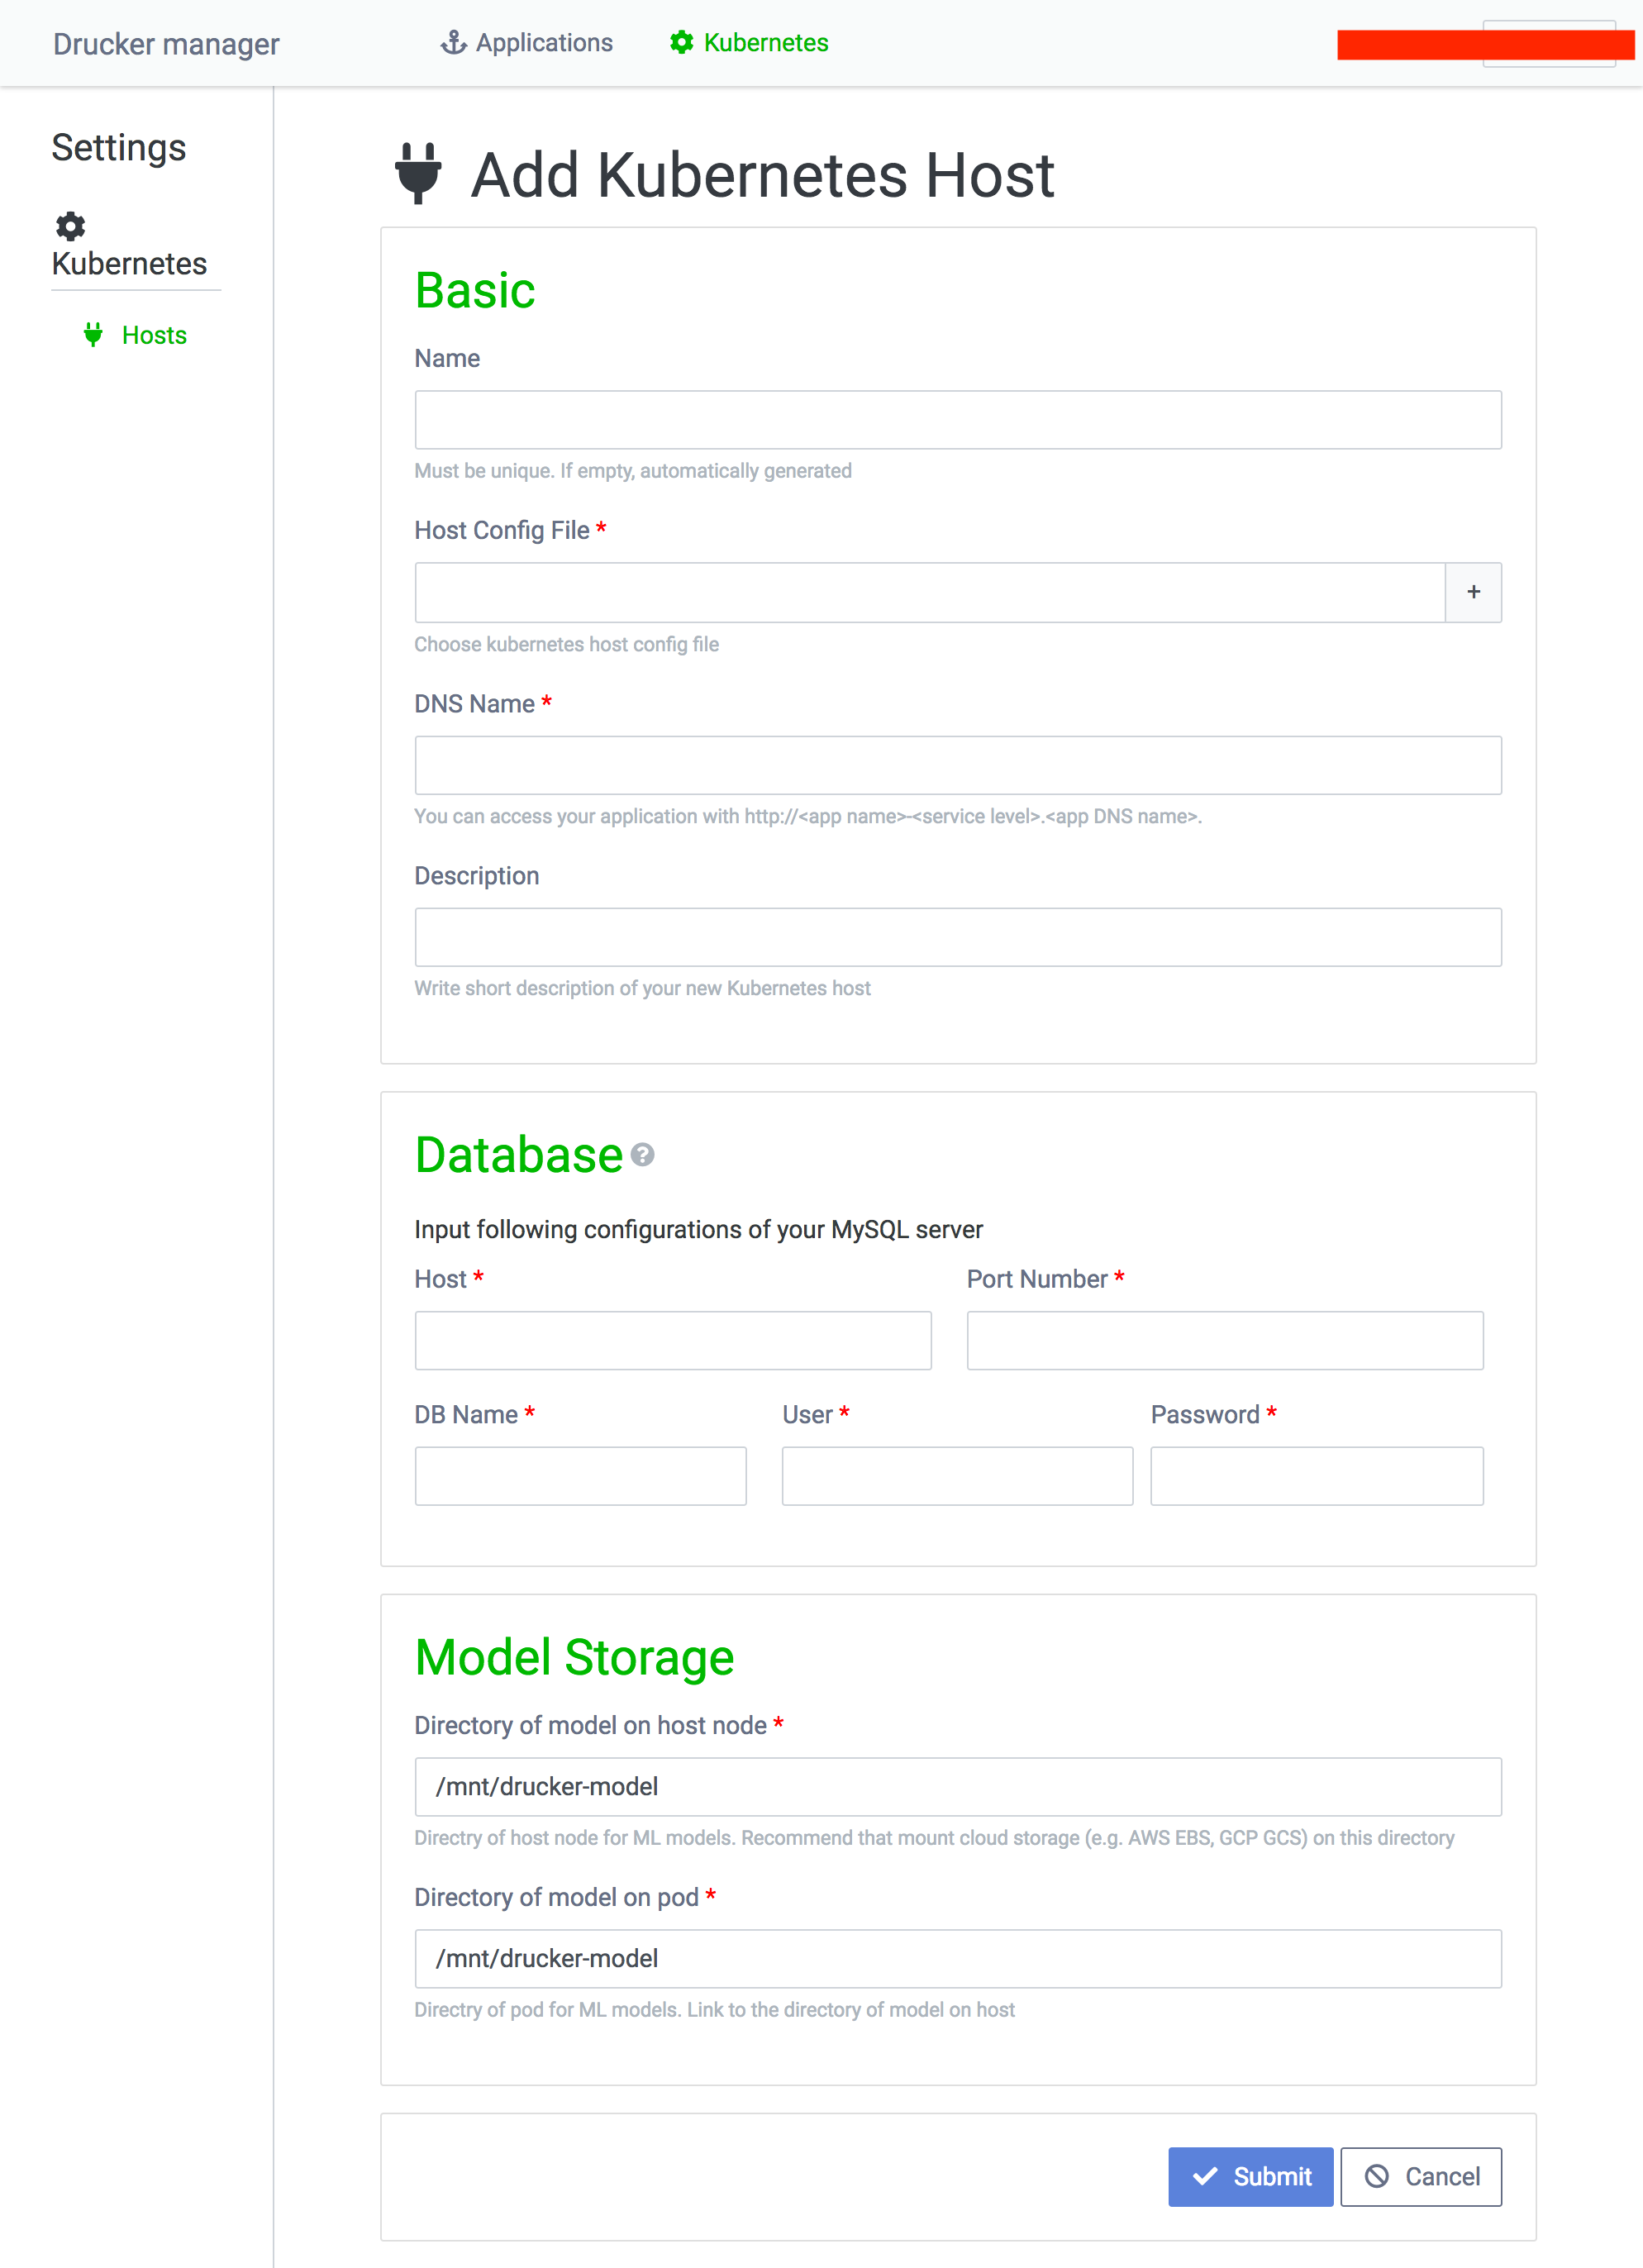 Drucker manager
Applications
Kubernetes
Settings
Kubernetes
Hosts
Add Kubernetes Host
Basic
Name
Must be unique. If empty, automatically generated
Host Config File *
+
Choose kubernetes host config file
DNS Name *
You can access your application with http://<app name>-<service level>.<app DNS name>.
Description
Write short description of your new Kubernetes host
Database ?
Input following configurations of your MySQL server
Host * Port Number *
DB Name * User * Password *
Model Storage
Directory of model on host node *
/mnt/drucker-model
Directry of host node for ML models. Recommend that mount cloud storage (e.g. AWS EBS, GCP GCS) on this directory
Directory of model on pod *
/mnt/drucker-model
Directry of pod for ML models. Link to the directory of model on host
Submit Cancel